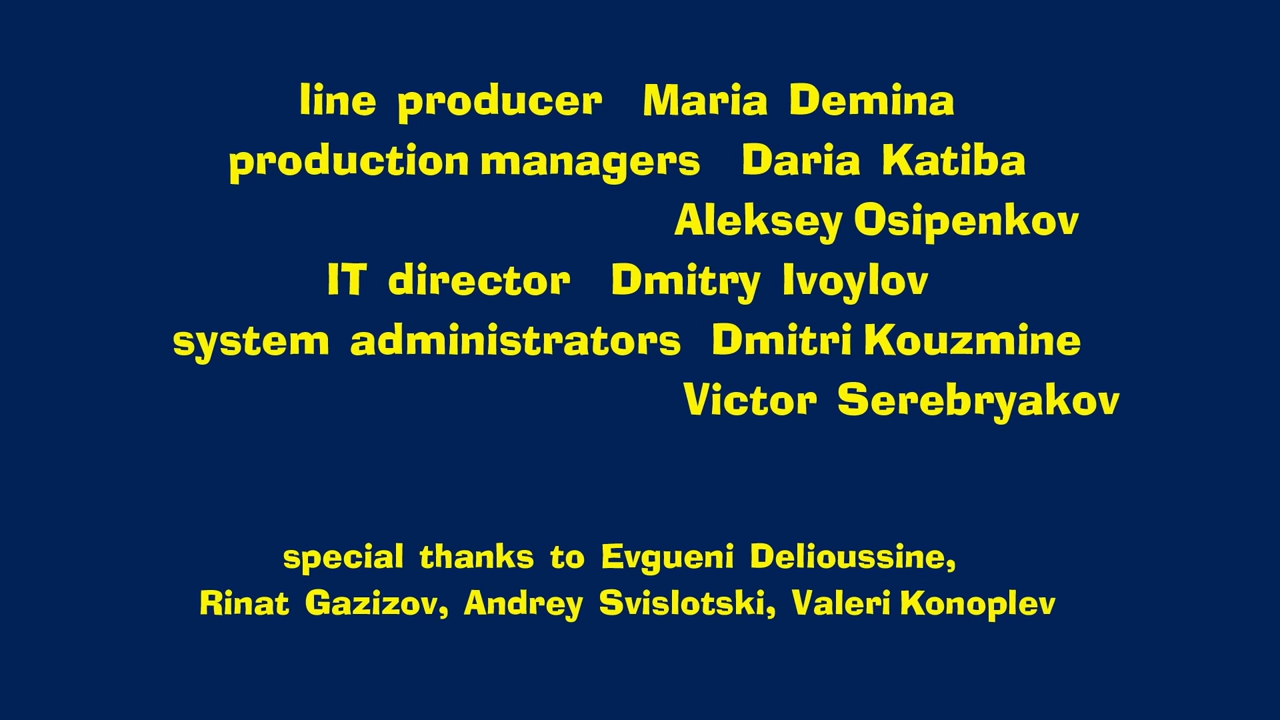 line producer Maria Demina
production managers Daria Katiba
Aleksey Osipenkov
IT director Dmitry Ivoylov
system administrators Dmitri Kouzmine
Victor Serebryakov
special thanks to Evgueni Delioussine,
Rinat Gazizov, Andrey Svislotski, Valeri Konoplev